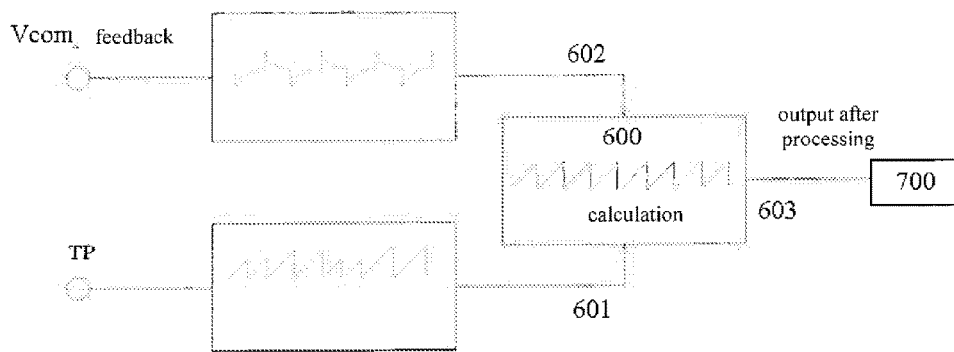 Vcom, feedback
602
600
calculation
output after
processing
700
603
TP
601